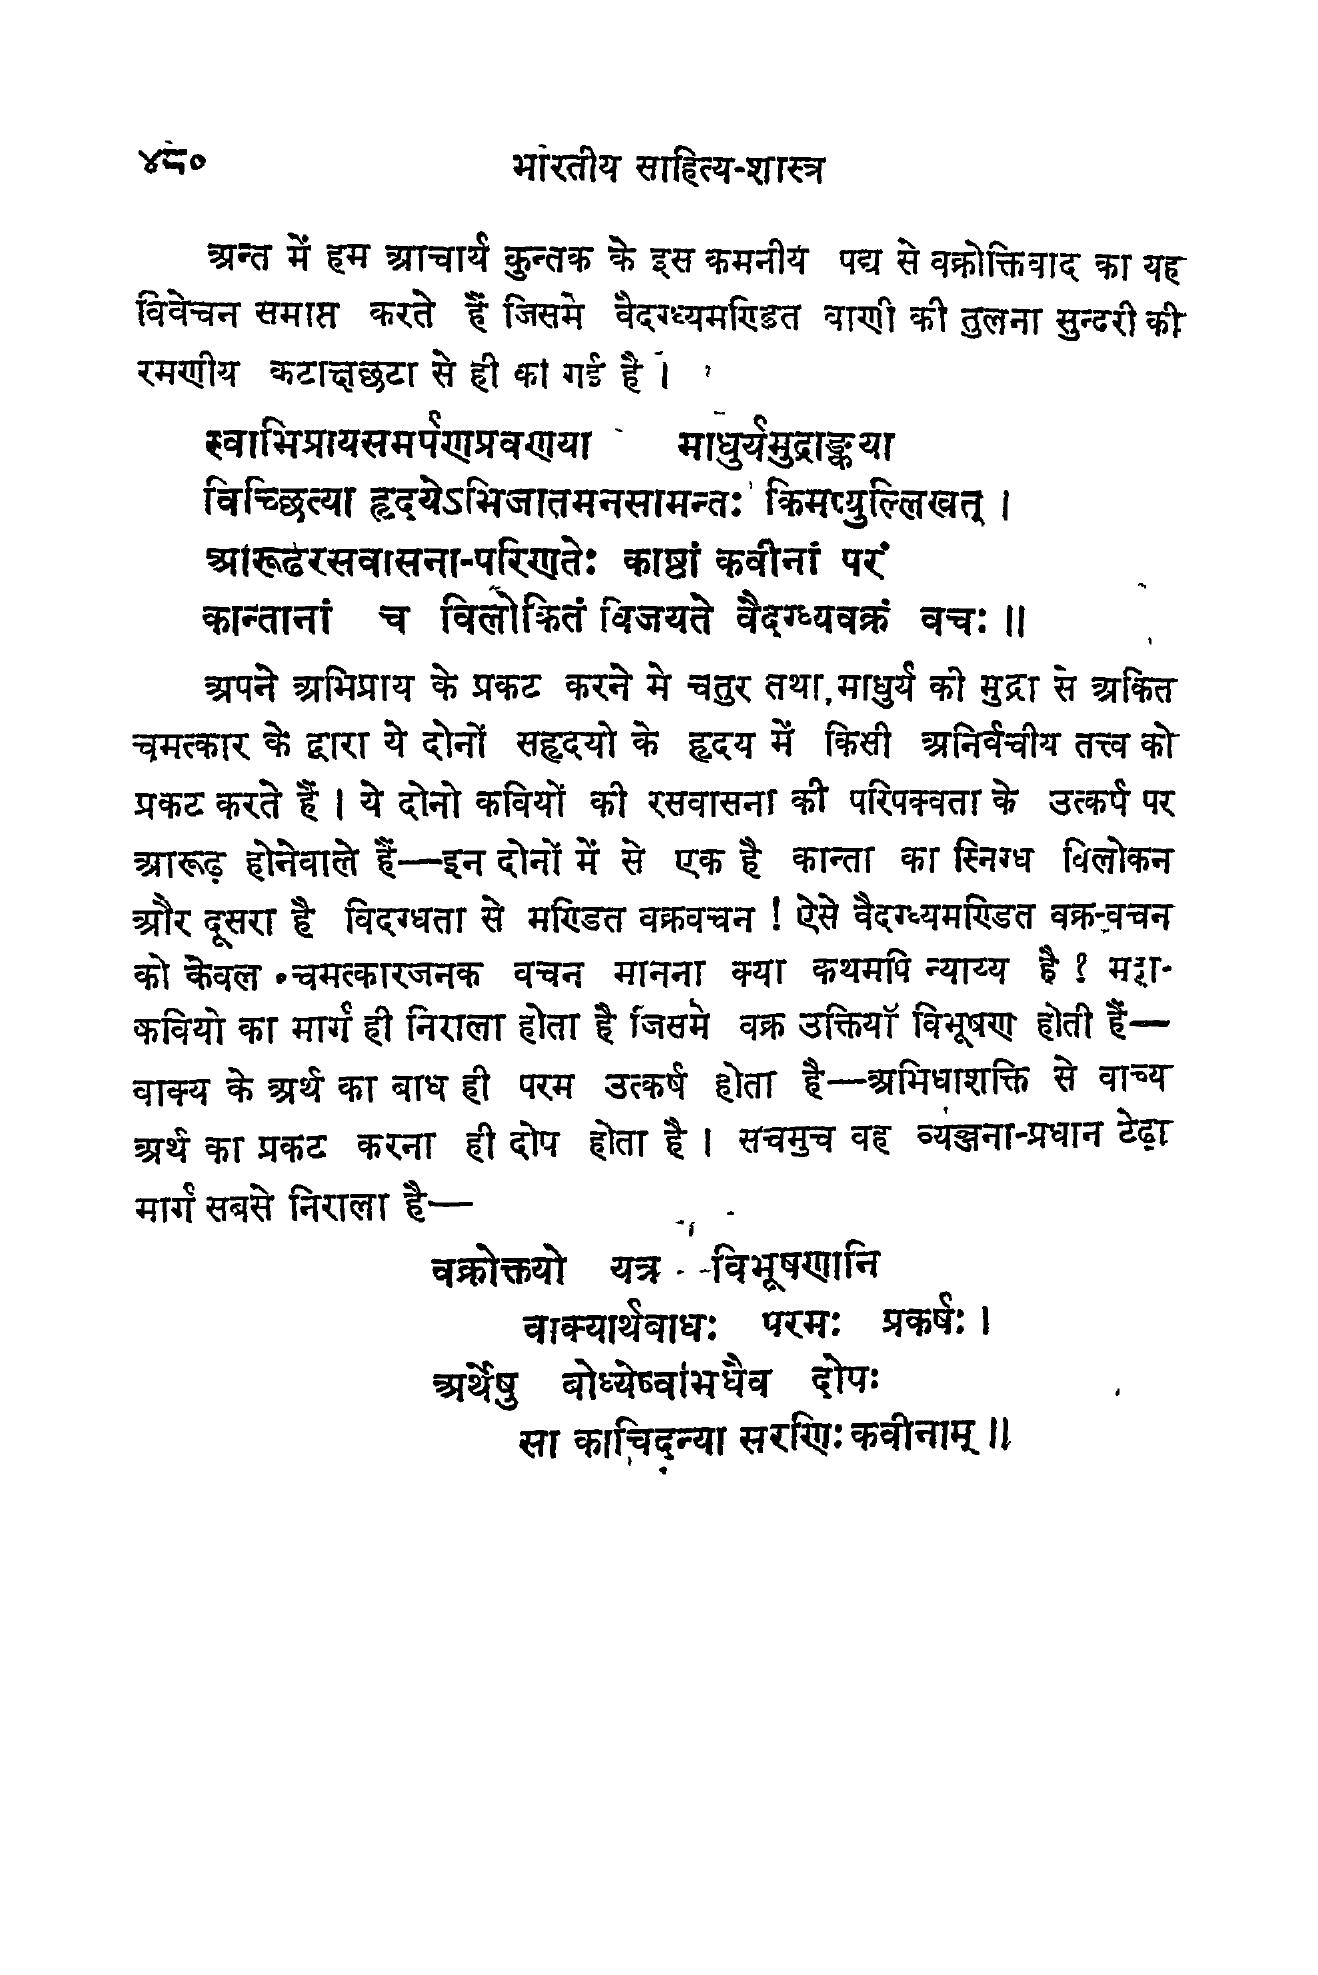 ४८० भारतीय साहित्य-शास्त्र
अन्त में हम आचार्य कुन्तक के इस कमनीय पद्य से वक्रोक्तिवाद का यह
विवेचन समाप्त करते हैं जिसमे वैदग्ध्यमण्डित वाणी की तुलना सुन्दरी की
रमणीय कटाक्षछटा से ही की गई है ।
स्वाभिप्रायसमर्पणप्रवणया माधुर्यमुद्राङ्कया
विच्छित्या हृदयेऽभिजातमनसामन्तः किमप्युल्लिखत् ।
आरूढरसवासना-परिणतेः काष्ठां कवीनां परं
कान्तानां च विलोकितं विजयते वैदग्ध्यवक्रं वचः ॥
अपने अभिप्राय के प्रकट करने मे चतुर तथा माधुर्य की मुद्रा से अकित
चमत्कार के द्वारा ये दोनों सहृदयो के हृदय में किसी अनिर्वचीय तत्त्व को
प्रकट करते हैं । ये दोनो कवियों की रसवासना की परिपक्वता के उत्कर्ष पर
आरूढ़ होनेवाले हैं—इन दोनों में से एक है कान्ता का स्निग्ध विलोकन
और दूसरा है विदग्धता से मण्डित वक्रवचन ! ऐसे वैदग्ध्यमण्डित वक्र-वचन
को केवल चमत्कारजनक वचन मानना क्या कथमपि न्याय्य है ? महा-
कवियो का मार्ग ही निराला होता है जिसमे वक्र उक्तियाँ विभूषण होती हैं—
वाक्य के अर्थ का बाध ही परम उत्कर्ष होता है—अभिधाशक्ति से वाच्य
अर्थ का प्रकट करना ही दोष होता है । सचमुच वह व्यञ्जना-प्रधान टेढ़ा
मार्ग सबसे निराला है—
वक्रोक्तयो यत्र विभूषणानि
वाक्यार्थबाधः परमः प्रकर्षः ।
अर्थेषु बोध्येष्वभिधैव दोषः
सा काचिदन्या सरणिः कवीनाम् ॥